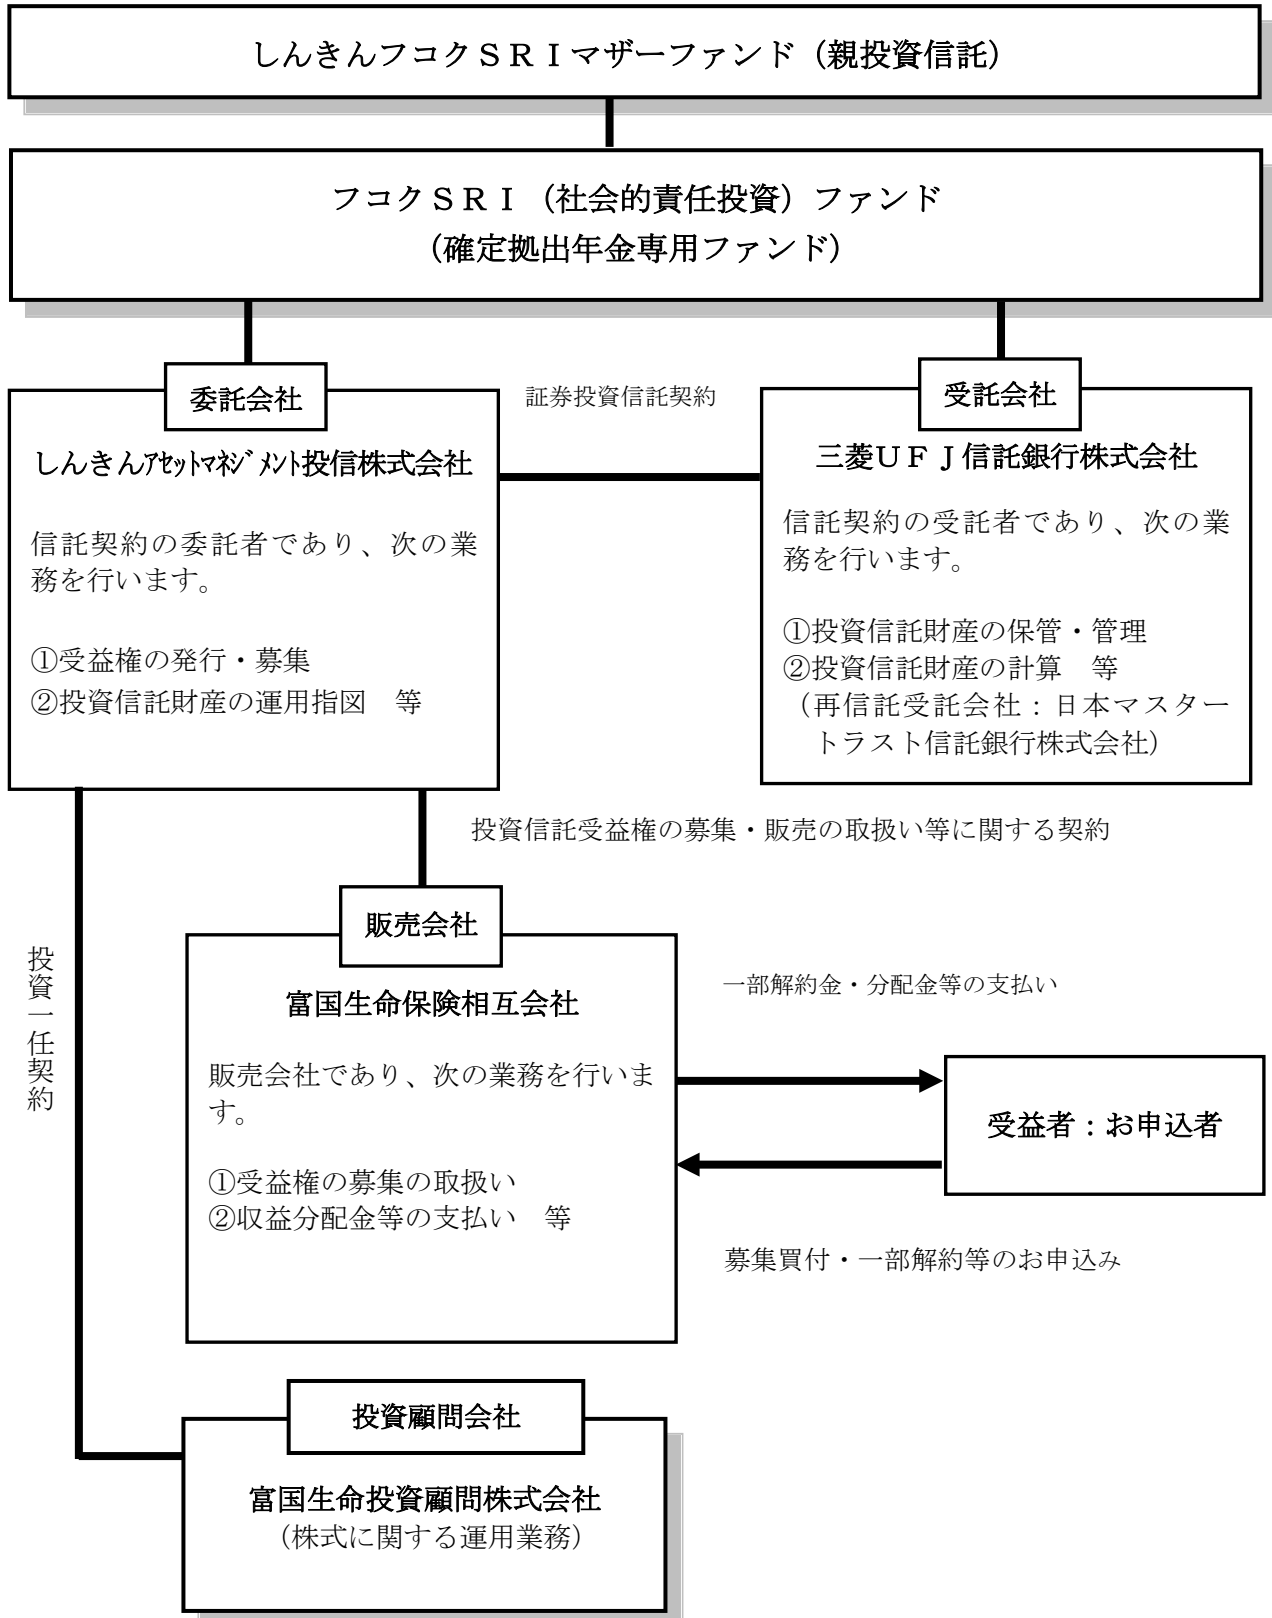 しんきんフコクＳＲＩマザーファンド（親投資信託）
フコクＳＲＩ（社会的責任投資）ファンド
（確定拠出年金専用ファンド）
委託会社
しんきんｱｾｯﾄﾏﾈｼﾞﾒﾝﾄ投信株式会社
信託契約の委託者であり、次の業
務を行います。
①受益権の発行・募集
②投資信託財産の運用指図　等
証券投資信託契約
受託会社
三菱ＵＦＪ信託銀行株式会社
信託契約の受託者であり、次の業
務を行います。
①投資信託財産の保管・管理
②投資信託財産の計算　等
（再信託受託会社：日本マスター
トラスト信託銀行株式会社）
投資信託受益権の募集・販売の取扱い等に関する契約
投資一任契約
販売会社
富国生命保険相互会社
販売会社であり、次の業務を行いま
す。
①受益権の募集の取扱い
②収益分配金等の支払い　等
一部解約金・分配金等の支払い
受益者：お申込者
募集買付・一部解約等のお申込み
投資顧問会社
富国生命投資顧問株式会社
（株式に関する運用業務）